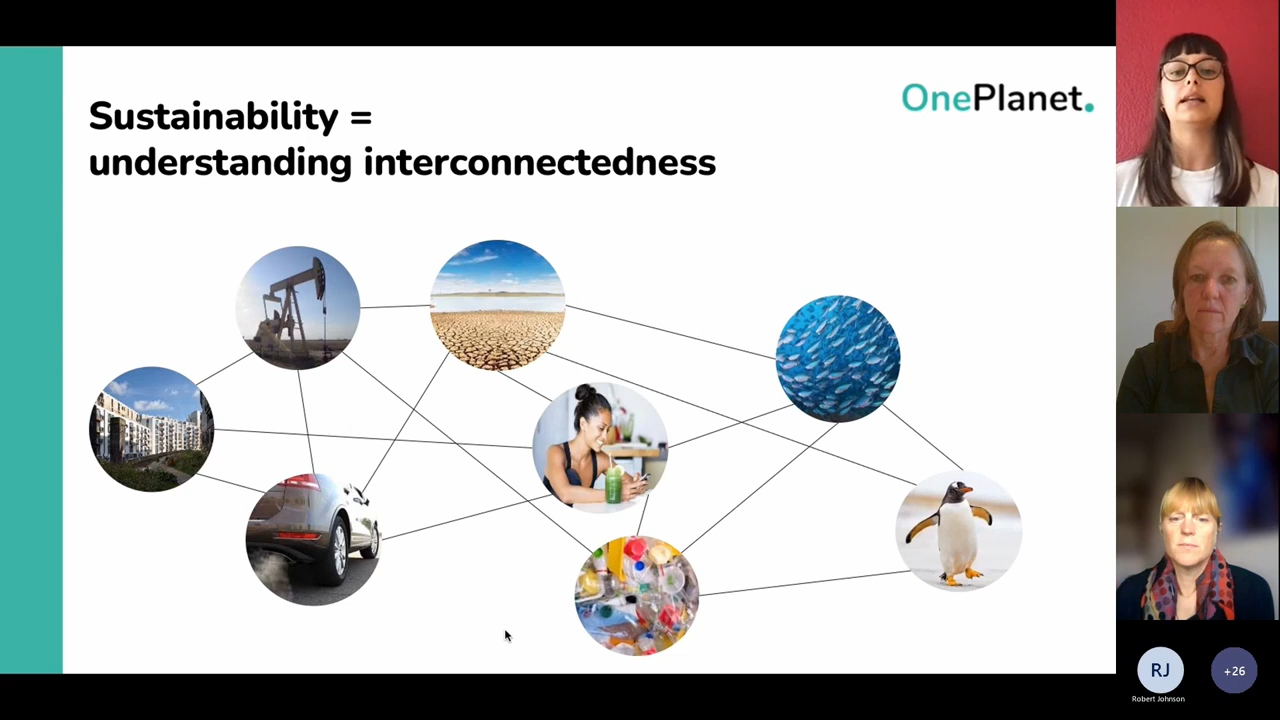 OnePlanet.
Sustainability =
understanding interconnectedness
RJ
+26
Robert Johnson